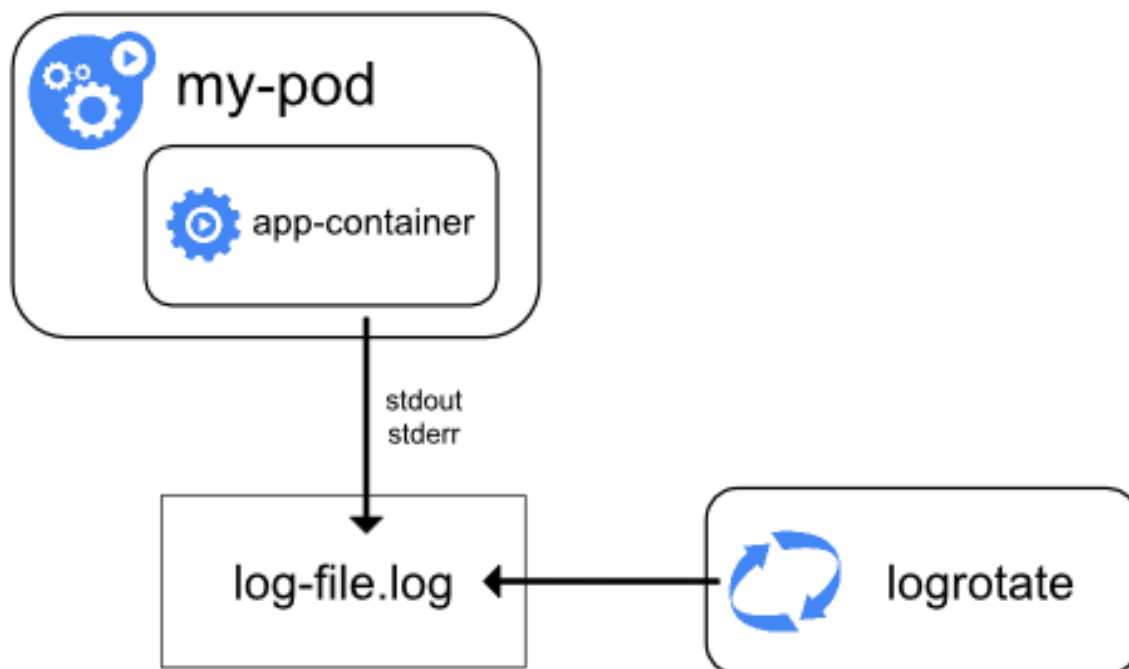 my-pod
app-container
stdout
stderr
log-file.log
logrotate